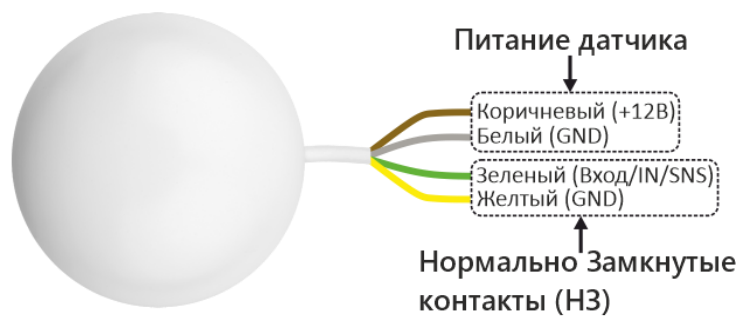 Питание датчика
Коричневый (+12В)
Белый (GND)
Зеленый (Вход/IN/SNS)
Желтый (GND)
Нормально Замкнутые
контакты (НЗ)